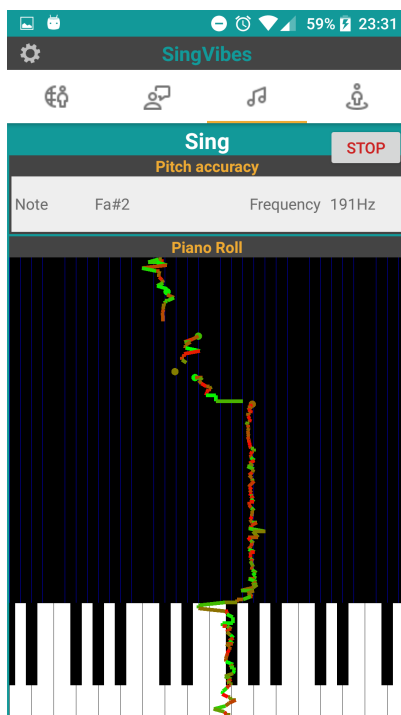 59% 23:31
SingVibes
Sing
STOP
Pitch accuracy
Note Fa#2 Frequency 191Hz
Piano Roll